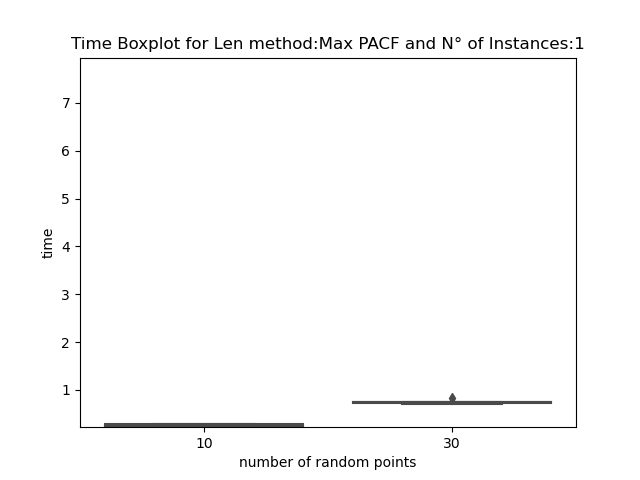 Time Boxplot for Len method:Max PACF and N° of Instances:1
7
6
5
4
3
2
1
time
10 30
number of random points